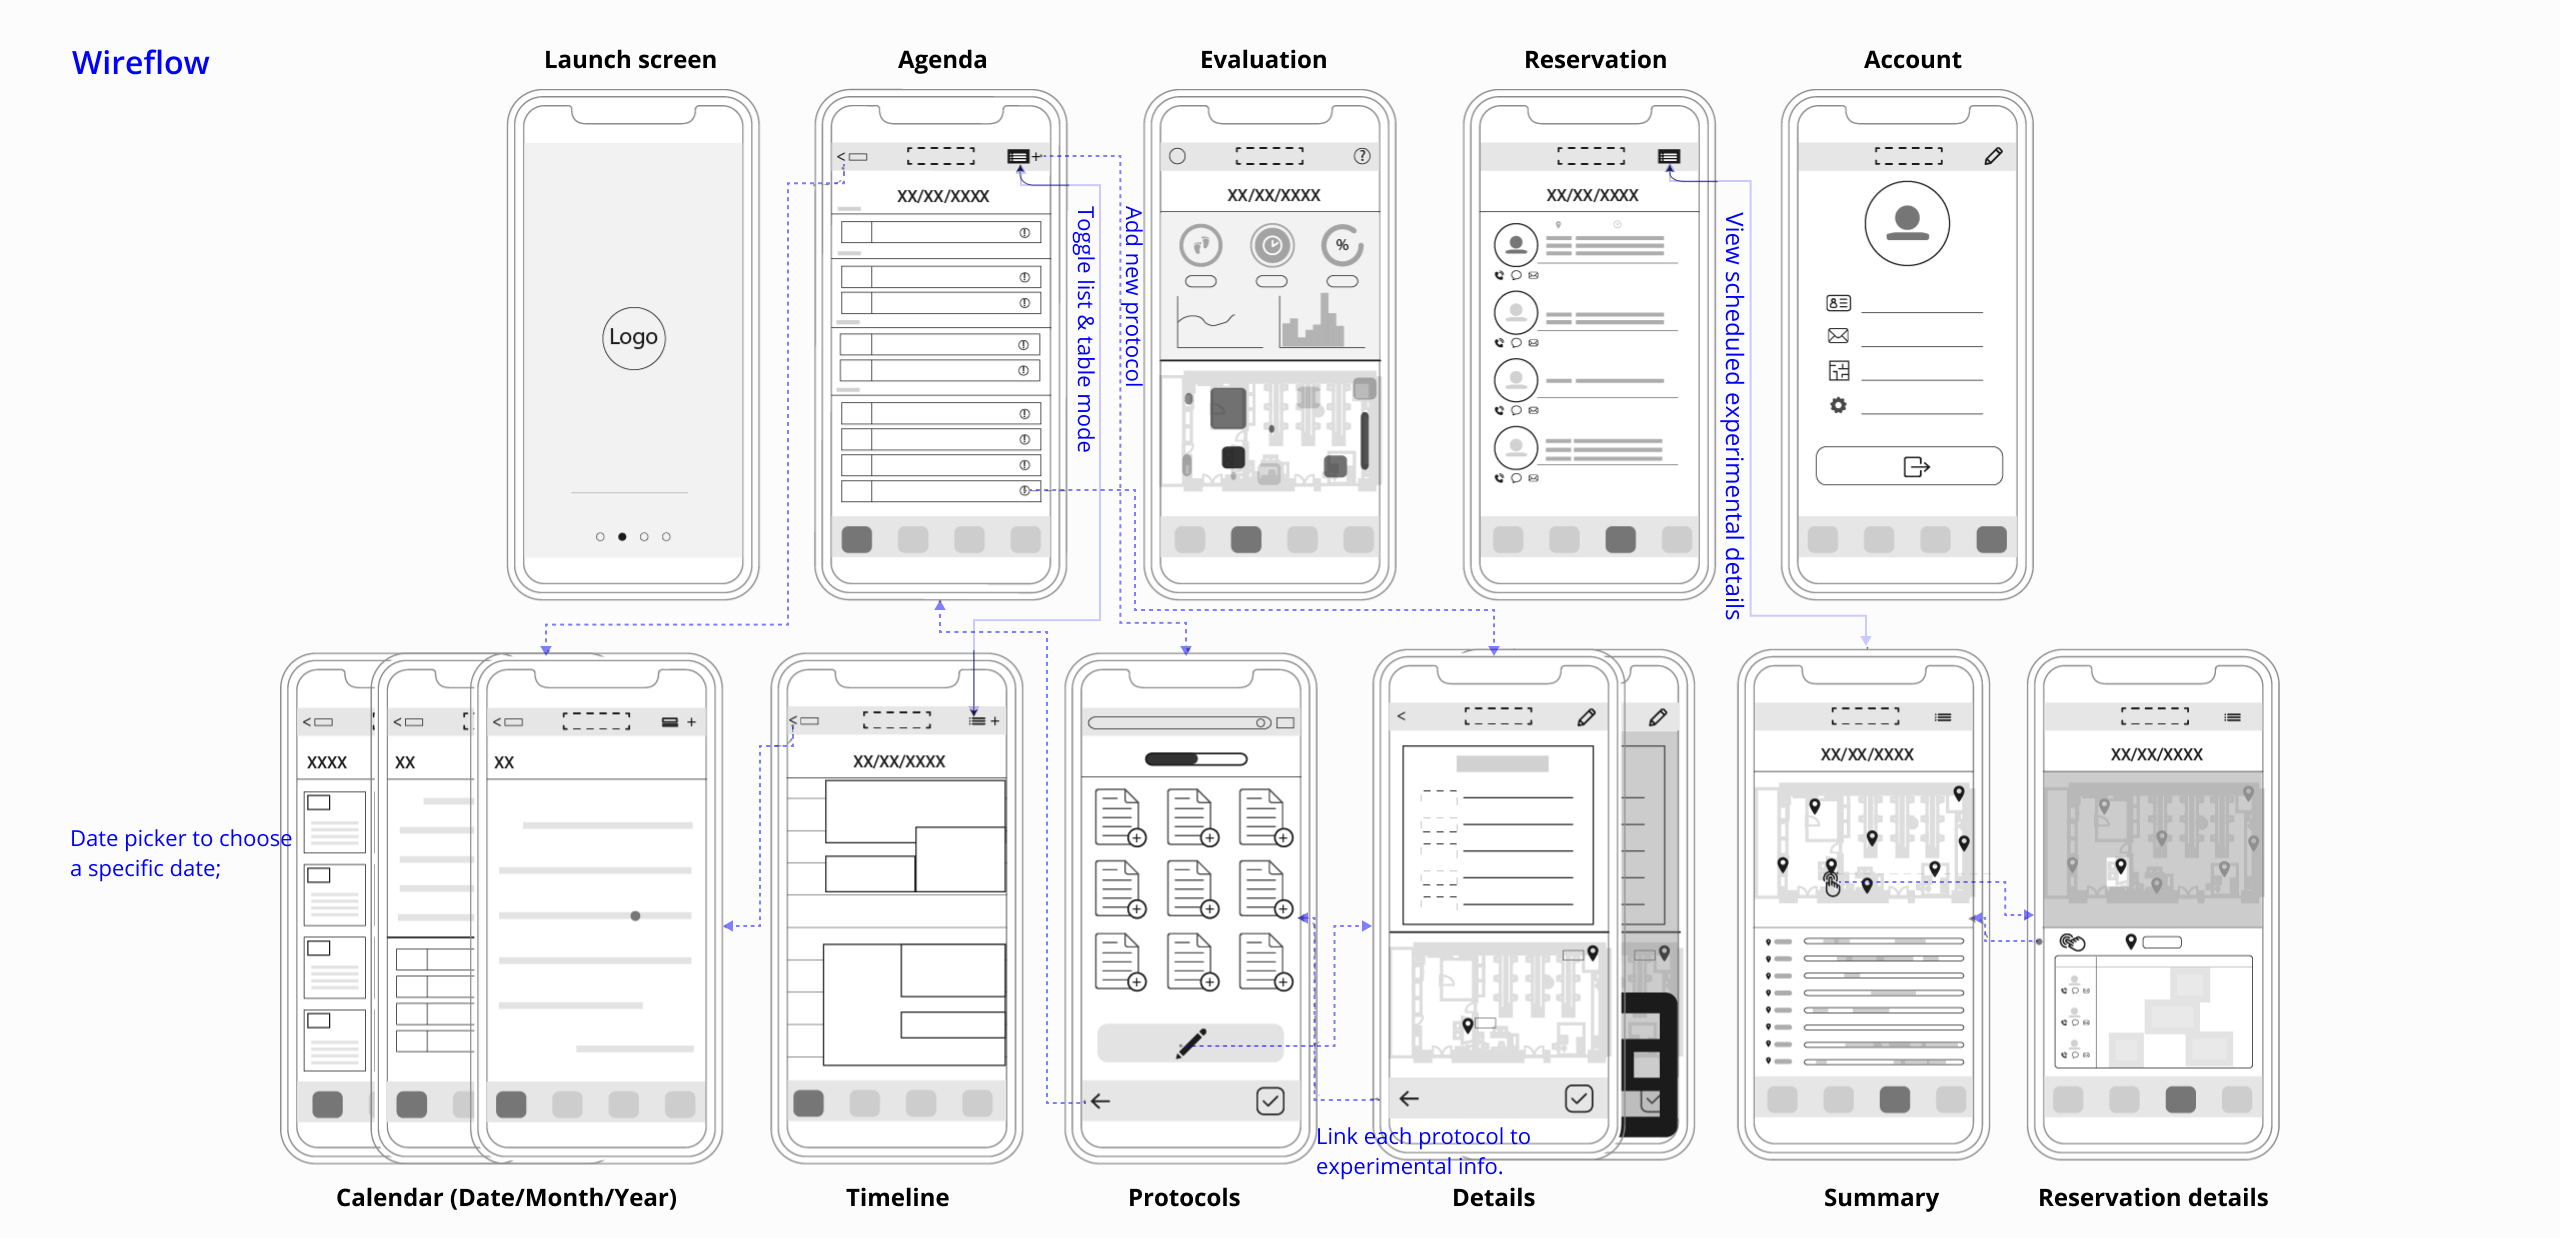 Wireflow
Launch screen
Agenda
Evaluation
Reservation
Account
XX/XX/XXXX
XX/XX/XXXX
XX/XX/XXXX
%
Logo
Toggle list & table mode
Add new protocol
View scheduled experimental details
XXXX
XX
XX
XX/XX/XXXX
XX/XX/XXXX
XX/XX/XXXX
Date picker to choose
a specific date;
Link each protocol to
experimental info.
Calendar (Date/Month/Year)
Timeline
Protocols
Details
Summary
Reservation details